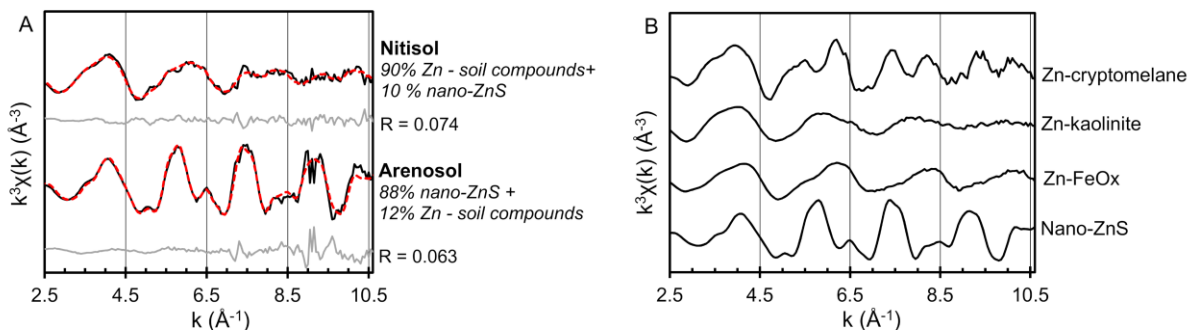 A
k³χ(k) (Å⁻³)
Nitisol
90% Zn - soil compounds+
10 % nano-ZnS
R = 0.074
Arenosol
88% nano-ZnS +
12% Zn - soil compounds
R = 0.063
2.5 4.5 6.5 8.5 10.5
k (Å⁻¹)
B
k³χ(k) (Å⁻³)
Zn-cryptomelane
Zn-kaolinite
Zn-FeOx
Nano-ZnS
2.5 4.5 6.5 8.5 10.5
k (Å⁻¹)